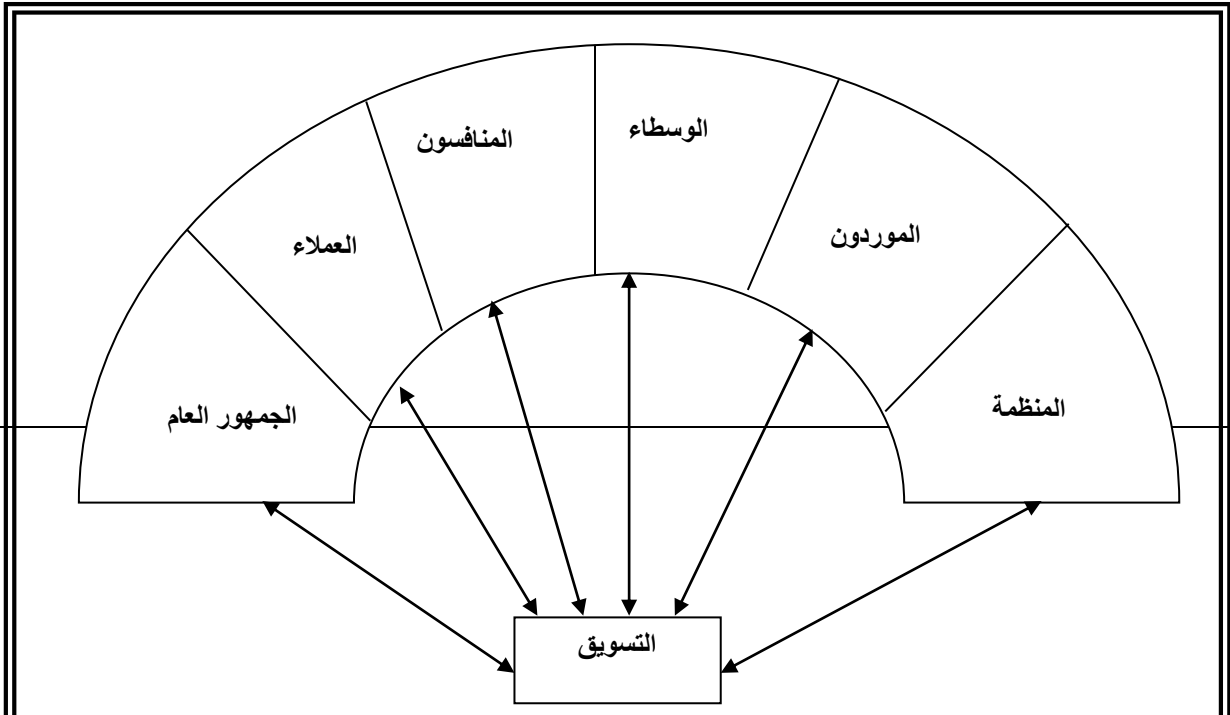 الوسطاء
المنافسون
الموردون
العملاء
المنظمة
الجمهور العام
التسويق